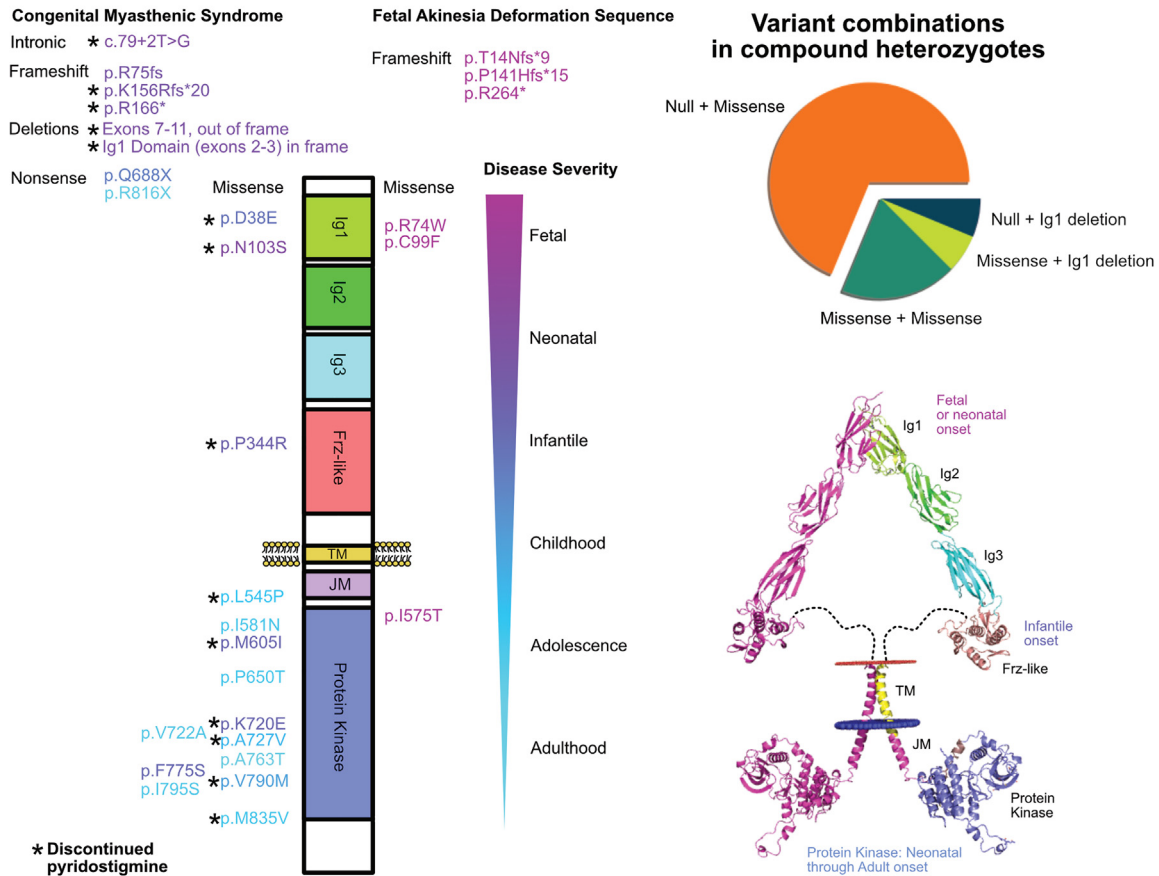 Congenital Myasthenic Syndrome
Intronic * c.79+2T>G
Frameshift p.R75fs
* p.K156Rfs*20
* p.R166*
Deletions * Exons 7-11, out of frame
* Ig1 Domain (exons 2-3) in frame
Nonsense p.Q688X
p.R816X
Fetal Akinesia Deformation Sequence
Frameshift p.T14Nfs*9
p.P141Hfs*15
p.R264*
Missense
* p.D38E
* p.N103S
* p.P344R
* p.L545P
p.I581N
* p.M605I
p.P650T
* p.K720E
p.V722A
* p.A727V
p.A763T
p.F775S
* p.V790M
p.I795S
* p.M835V
Ig1
Ig2
Ig3
Frz-like
TM
JM
Protein Kinase
Missense
p.R74W
p.C99F
p.I575T
* Discontinued
pyridostigmine
Disease Severity
Fetal
Neonatal
Infantile
Childhood
Adolescence
Adulthood
Variant combinations
in compound heterozygotes
Null + Missense
Null + Ig1 deletion
Missense + Ig1 deletion
Missense + Missense
Fetal
or neonatal
onset
Ig1
Ig2
Ig3
Infantile
onset
Frz-like
TM
JM
Protein
Kinase
Protein Kinase: Neonatal
through Adult onset